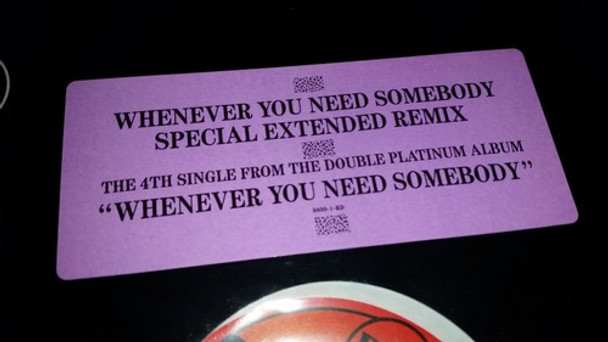 WHENEVER YOU NEED SOMEBODY
SPECIAL EXTENDED REMIX
THE 4TH SINGLE FROM THE DOUBLE PLATINUM ALBUM
“WHENEVER YOU NEED SOMEBODY”